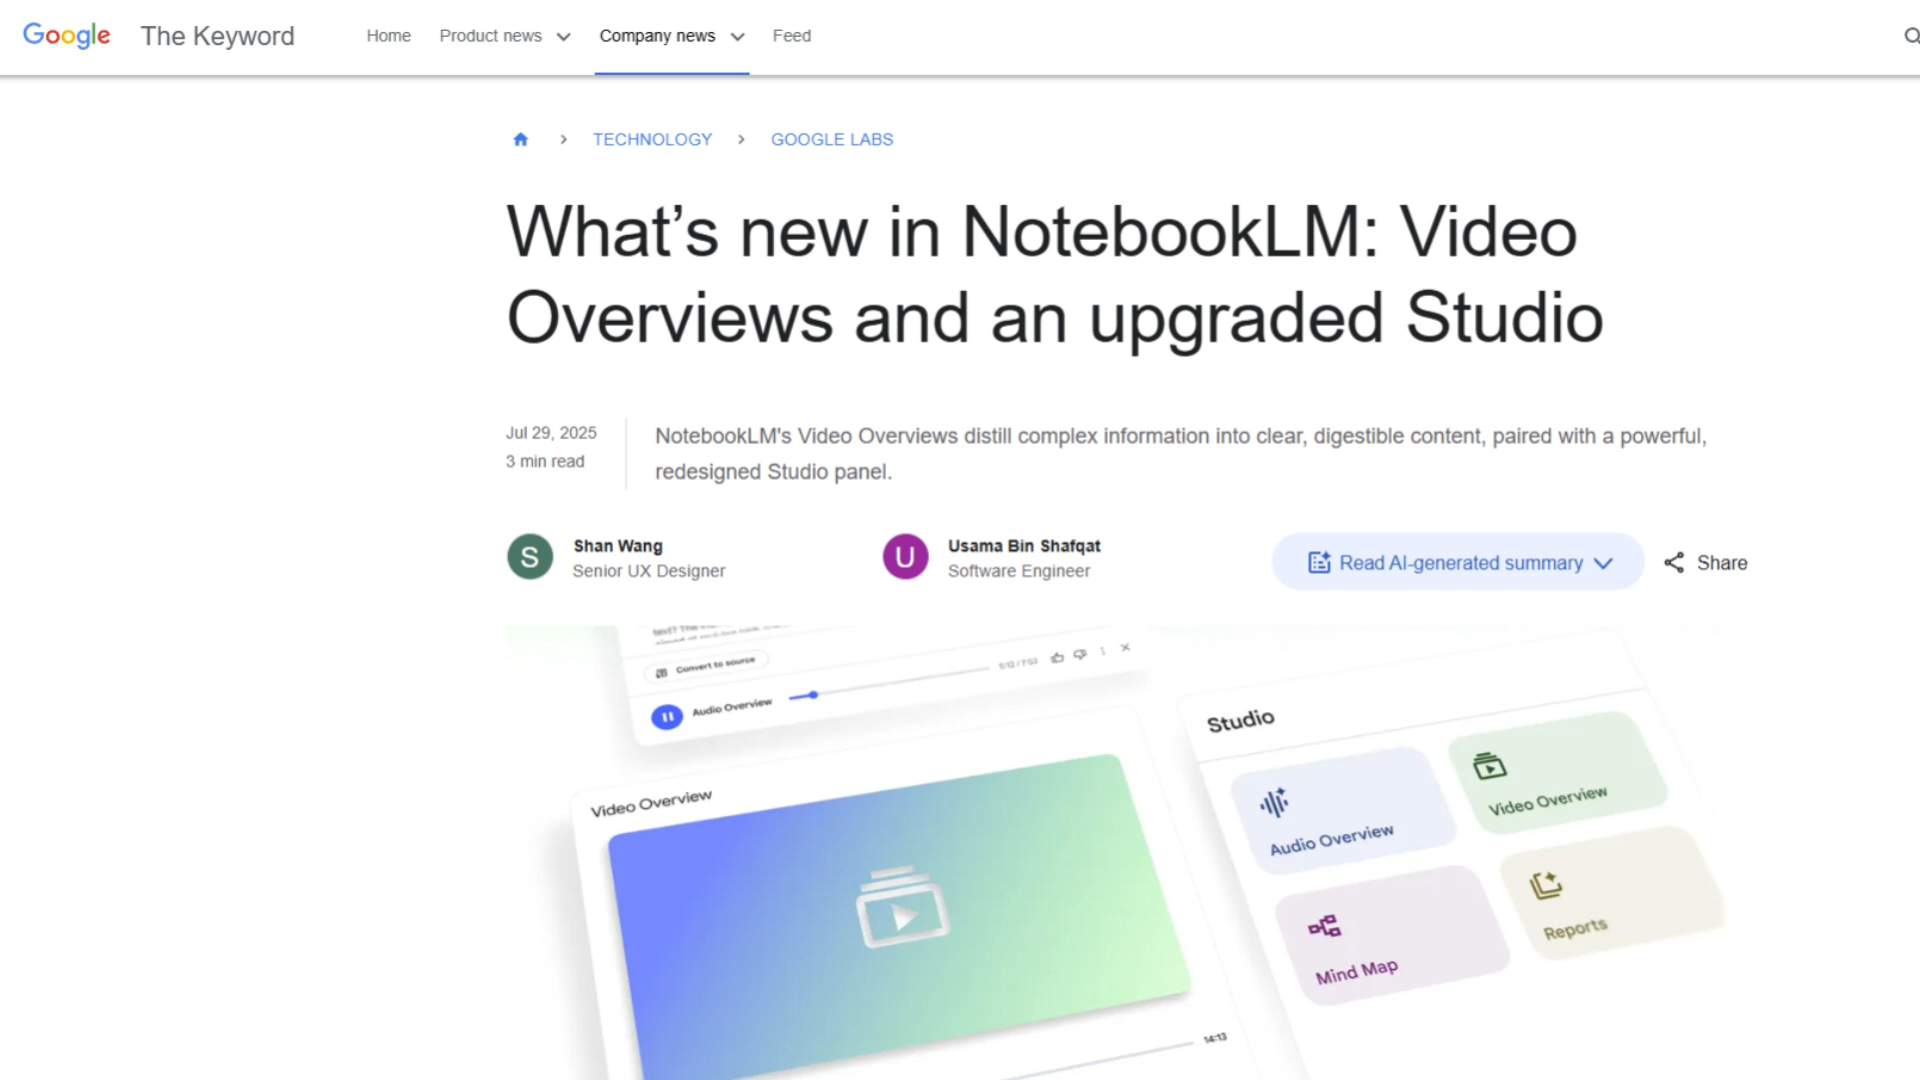 Google The Keyword Home Product news Company news Feed
TECHNOLOGY GOOGLE LABS
What’s new in NotebookLM: Video
Overviews and an upgraded Studio
Jul 29, 2025
3 min read
NotebookLM's Video Overviews distill complex information into clear, digestible content, paired with a powerful,
redesigned Studio panel.
S
Shan Wang
Senior UX Designer
U
Usama Bin Shafqat
Software Engineer
Read AI-generated summary
Share
Convert to source
Audio Overview
5:12 / 7:52
Video Overview
14:13
Studio
Audio Overview
Video Overview
Mind Map
Reports